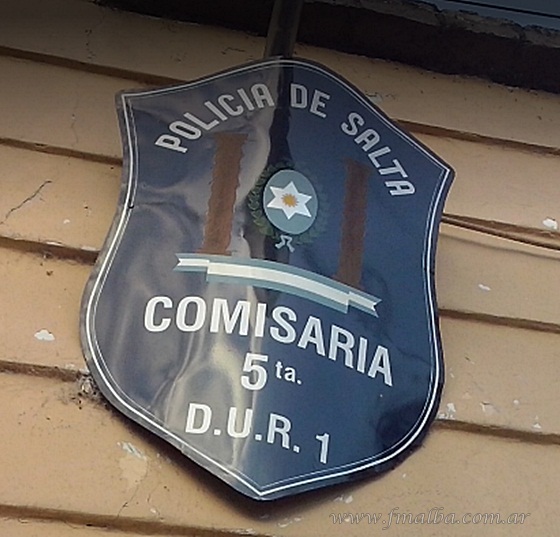 POLICIA DE SALTA
COMISARIA
5ta.
D.U.R. 1
www.fmalba.com.ar